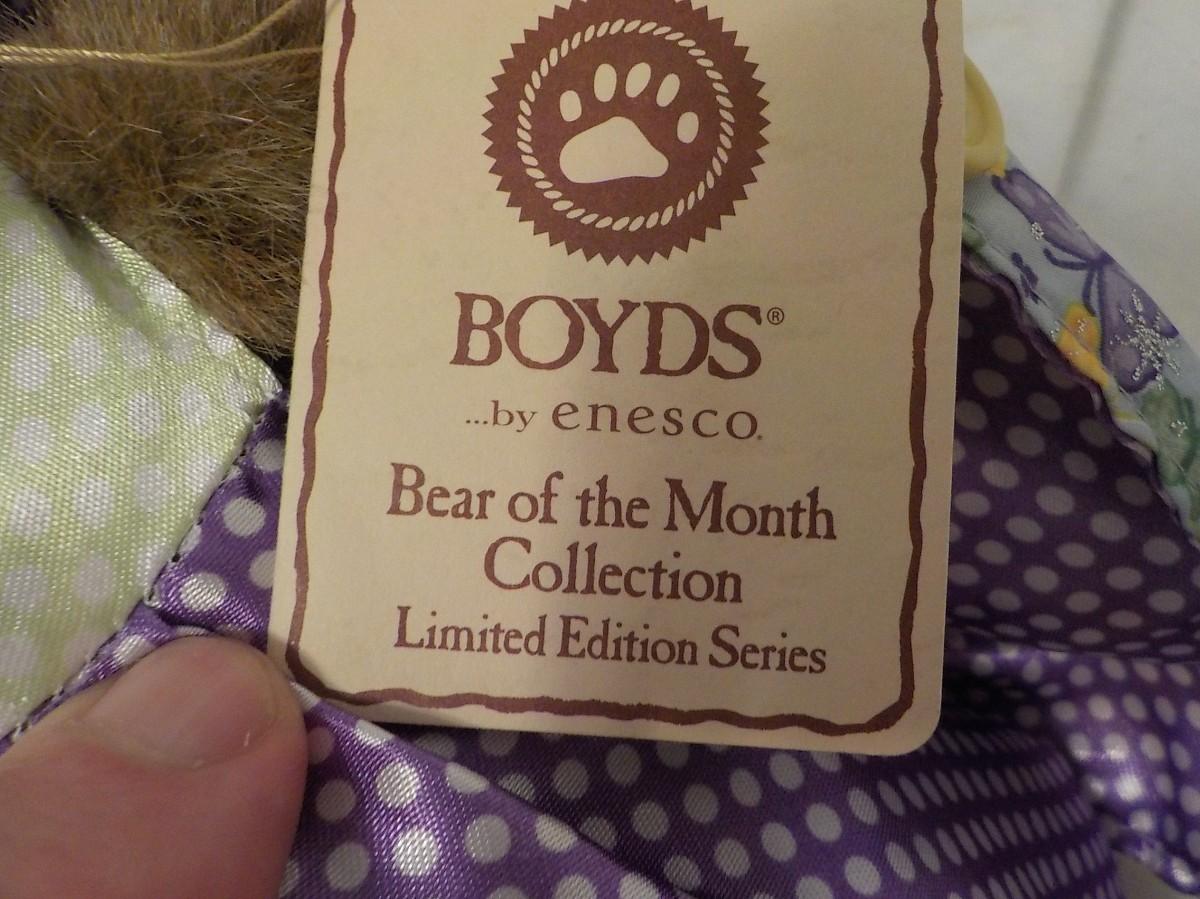 BOYDS®
...by enesco.
Bear of the Month
Collection
Limited Edition Series